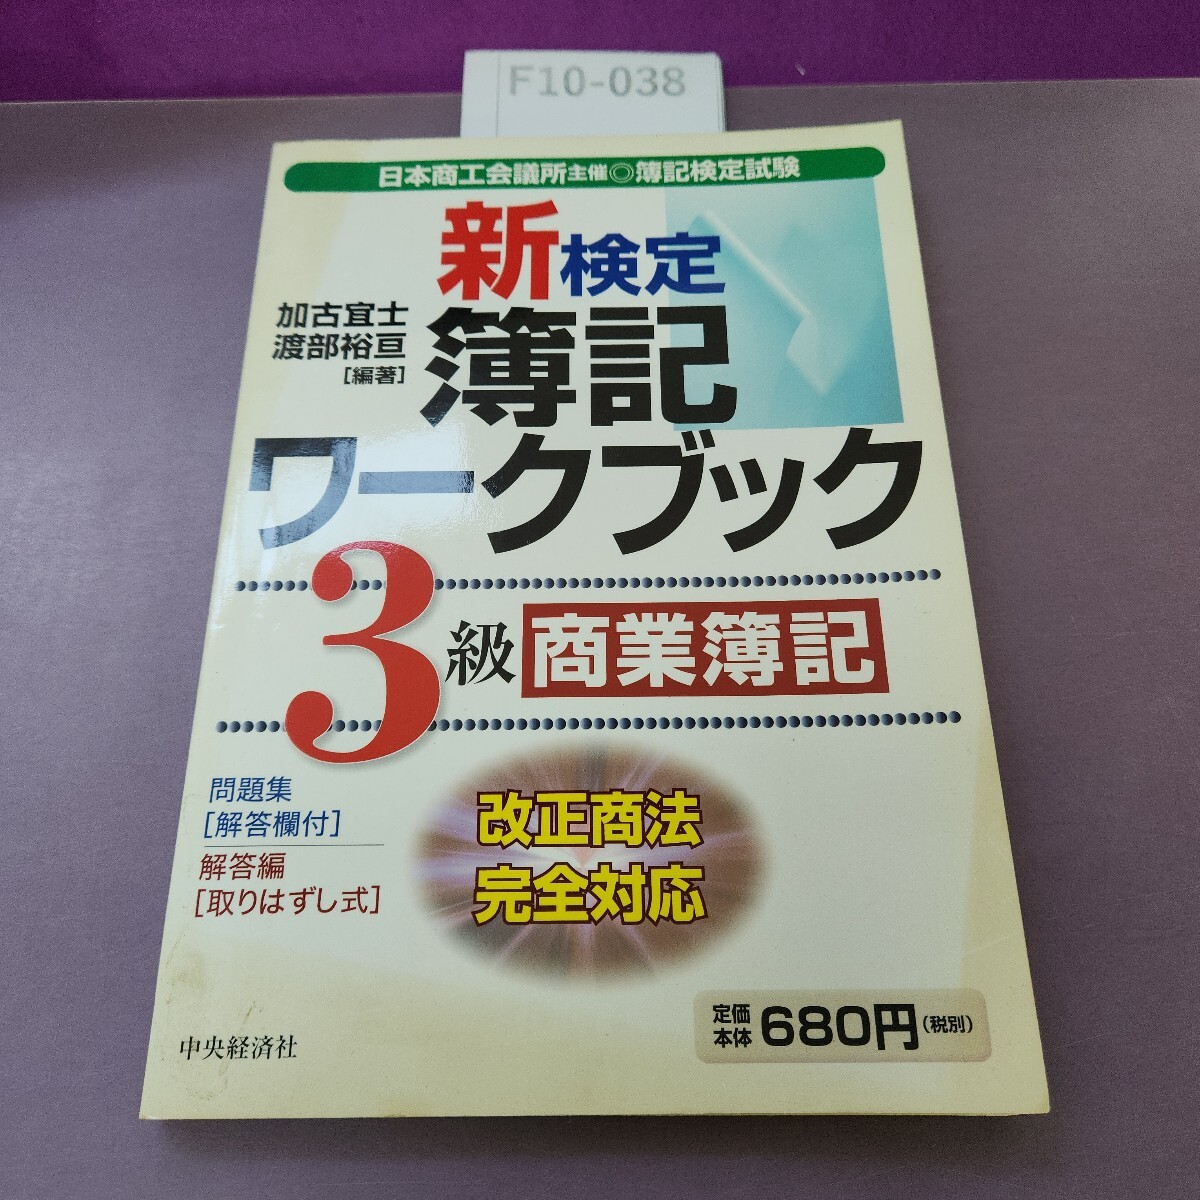 F10-038
日本商工会議所主催◎簿記検定試験
新検定
加古宜士
渡部裕亘
[編著]
簿記
ワークブック
3級 商業簿記
問題集
[解答欄付]
解答編
[取りはずし式]
改正商法
完全対応
定価
本体 680円(税別)
中央経済社